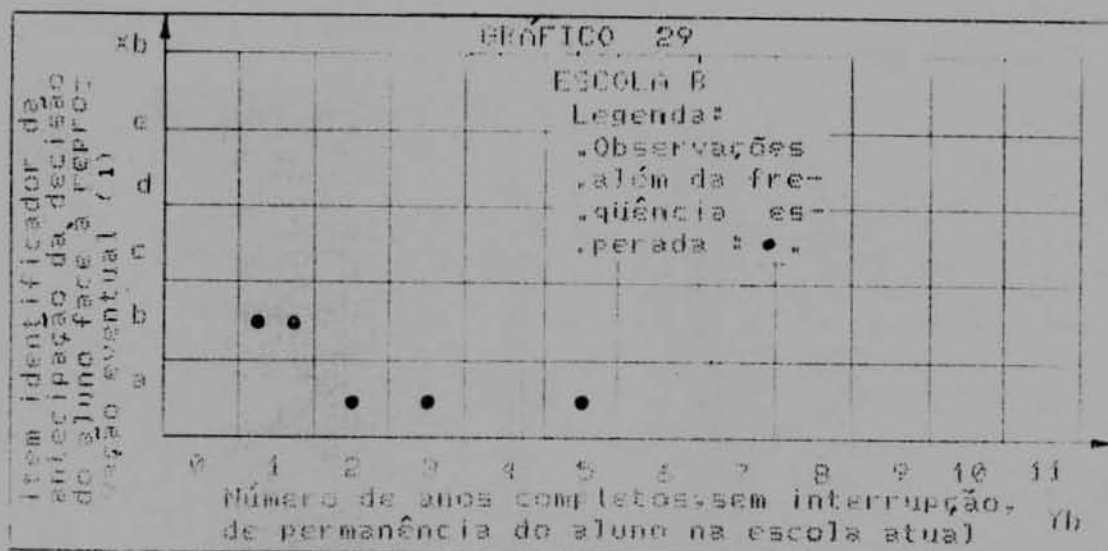 GRÁFICO 29
xb
ESCOLA B
Legenda:
.Observações
.além da fre-
.qüência es-
.perada : ● .
Item identificador da
antecipação da decisão
do aluno face à repro-
vação eventual (1)
e
d
c
b
a
0 1 2 3 4 5 6 7 8 9 10 11
Número de anos completos,sem interrupção,
de permanência do aluno na escola atual
Yb